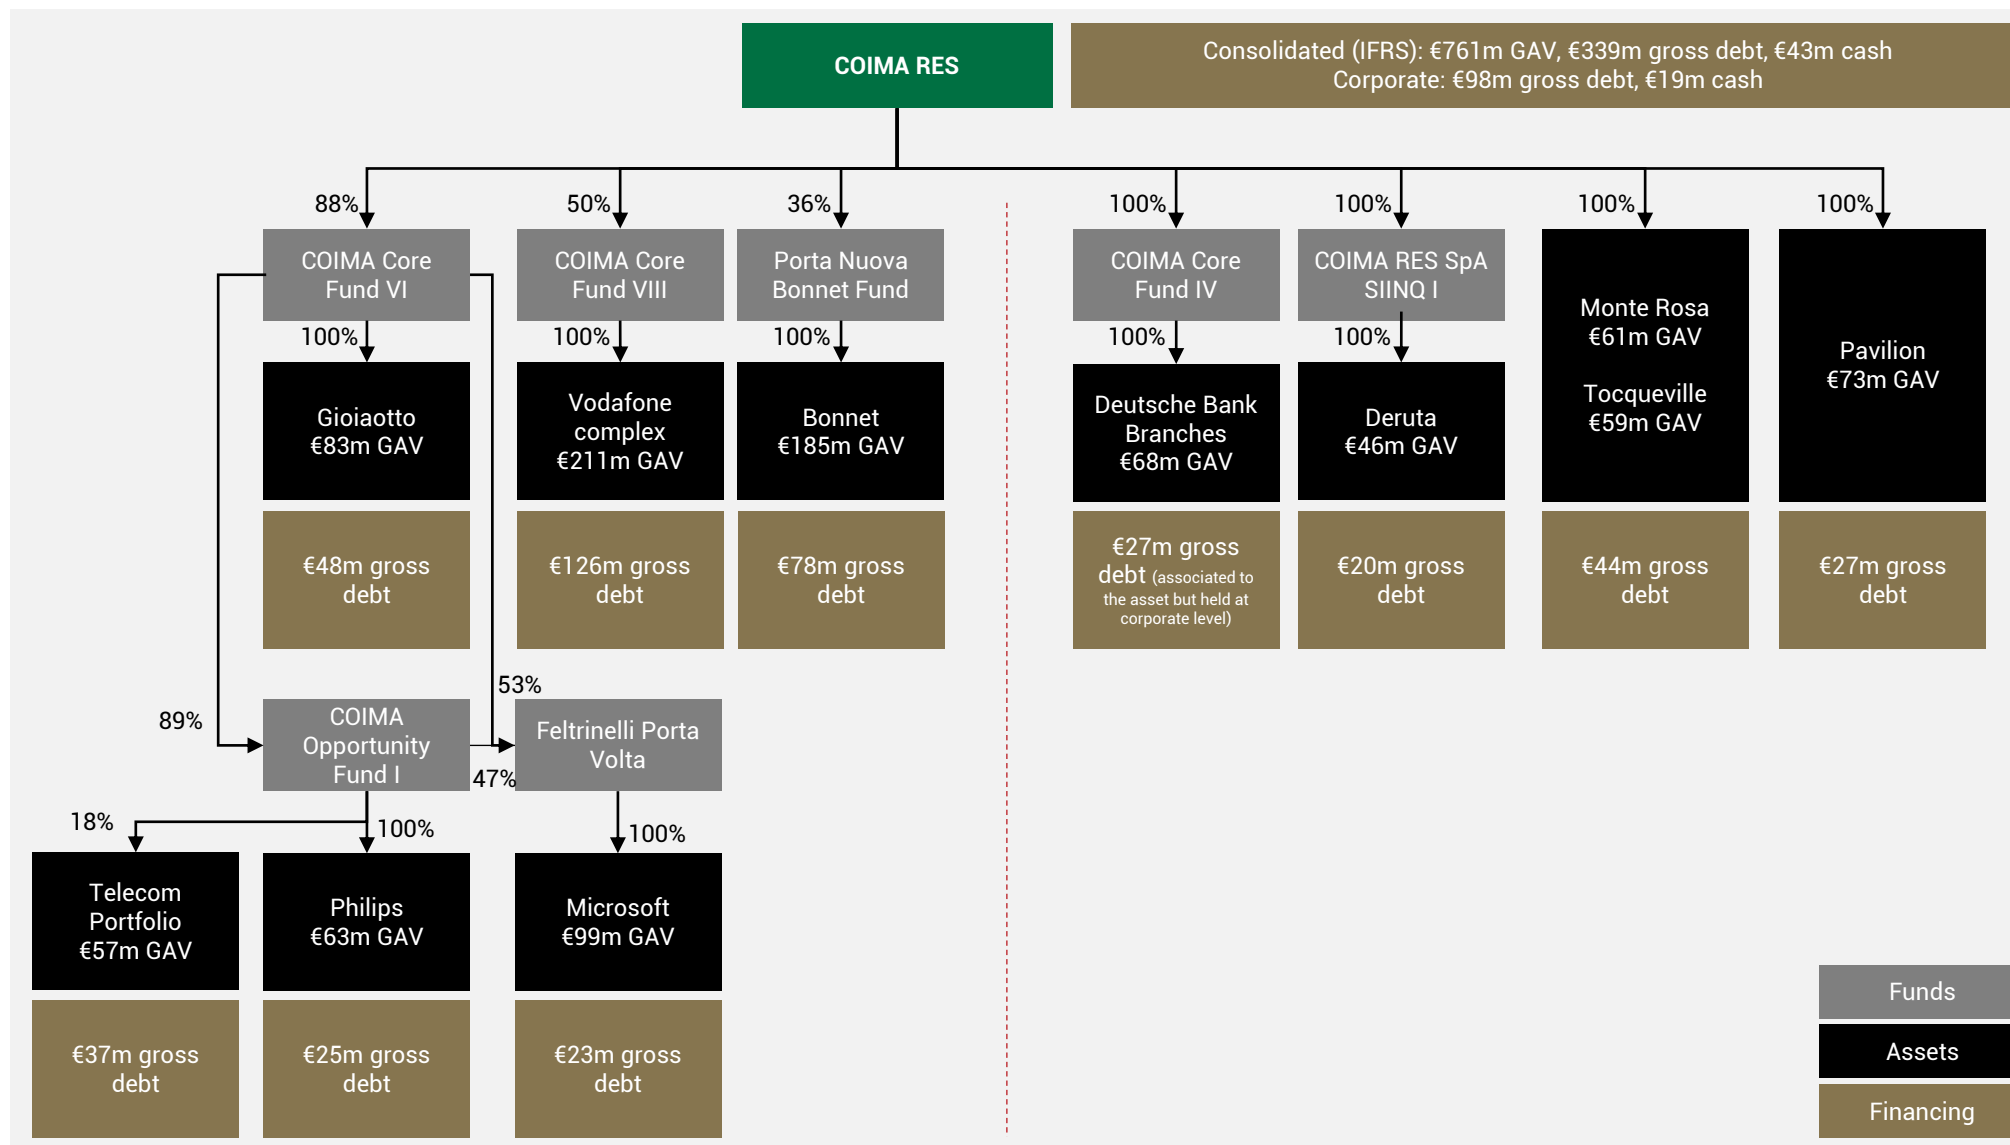 COIMA RES
Consolidated (IFRS): €761m GAV, €339m gross debt, €43m cash
Corporate: €98m gross debt, €19m cash
88%
50%
36%
100%
100%
100%
100%
COIMA Core
Fund VI
COIMA Core
Fund VIII
Porta Nuova
Bonnet Fund
COIMA Core
Fund IV
COIMA RES SpA
SIINQ I
100%
100%
100%
100%
100%
Gioiaotto
€83m GAV
Vodafone
complex
€211m GAV
Bonnet
€185m GAV
Deutsche Bank
Branches
€68m GAV
Deruta
€46m GAV
Monte Rosa
€61m GAV
Tocqueville
€59m GAV
Pavilion
€73m GAV
€48m gross
debt
€126m gross
debt
€78m gross
debt
€27m gross
debt (associated to
the asset but held at
corporate level)
€20m gross
debt
€44m gross
debt
€27m gross
debt
89%
53%
COIMA
Opportunity
Fund I
47%
Feltrinelli Porta
Volta
18%
100%
100%
Telecom
Portfolio
€57m GAV
Philips
€63m GAV
Microsoft
€99m GAV
€37m gross
debt
€25m gross
debt
€23m gross
debt
Funds
Assets
Financing